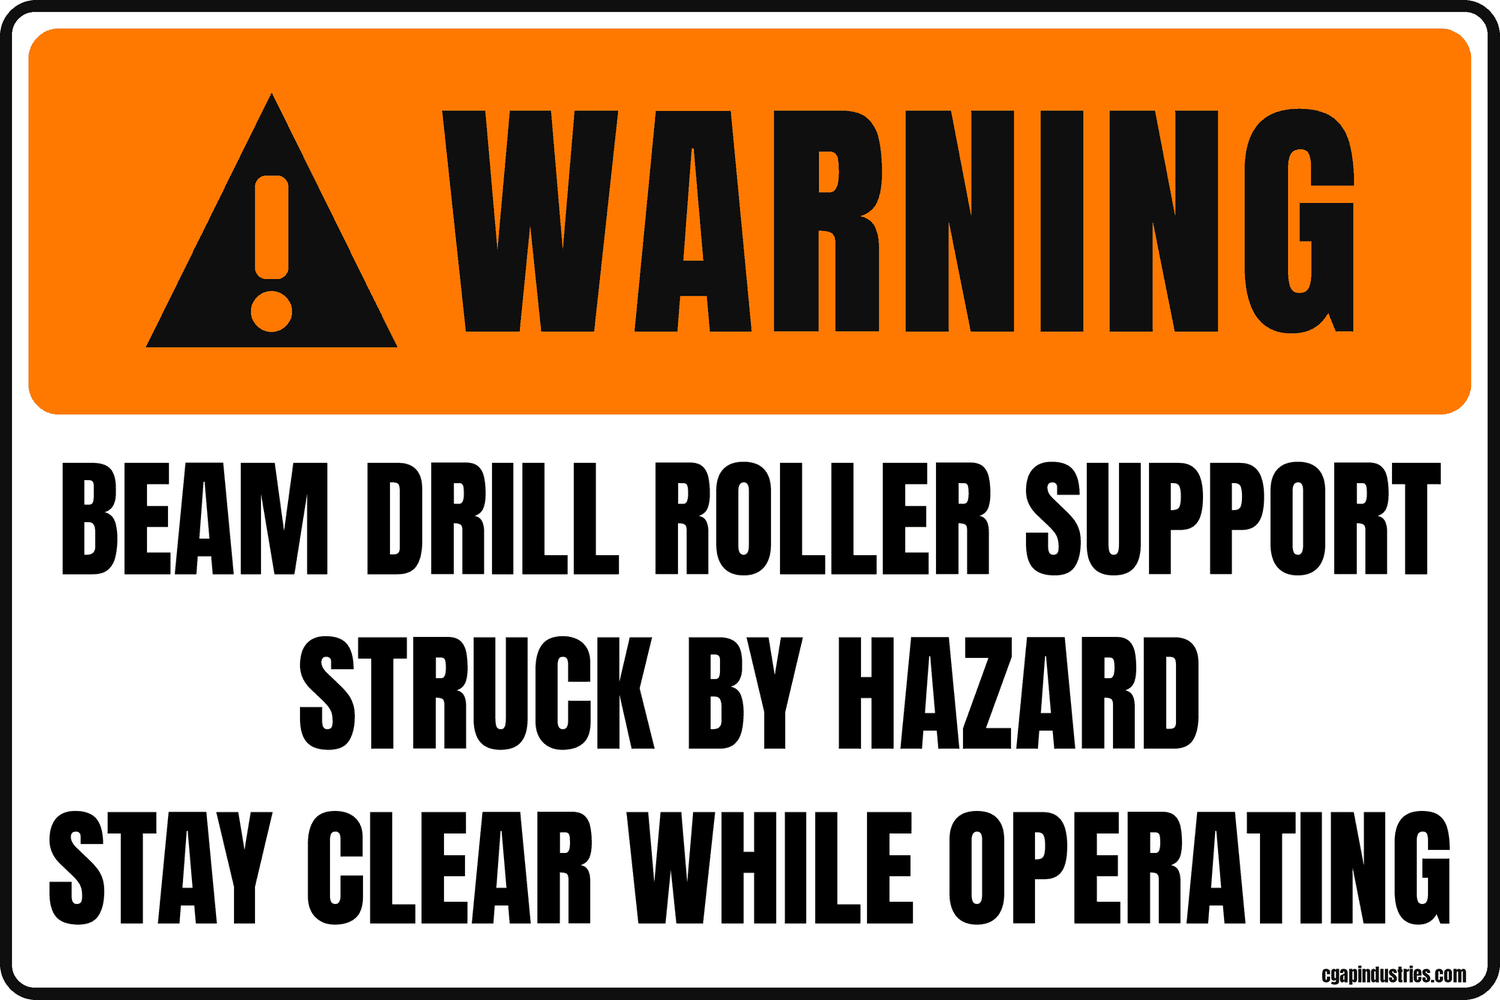 WARNING
BEAM DRILL ROLLER SUPPORT
STRUCK BY HAZARD
STAY CLEAR WHILE OPERATING
cgapindustries.com